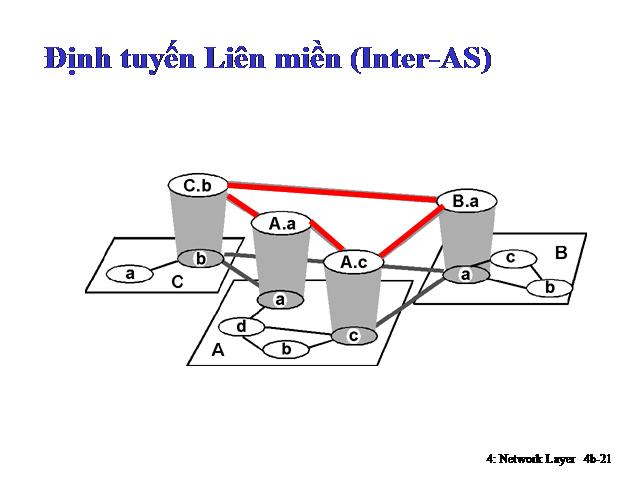 Định tuyến Liên miền (Inter-AS)
C.b
B.a
A.a
A.c
b
a
C
a
c
B
b
a
d
c
b
A
4: Network Layer 4b-21